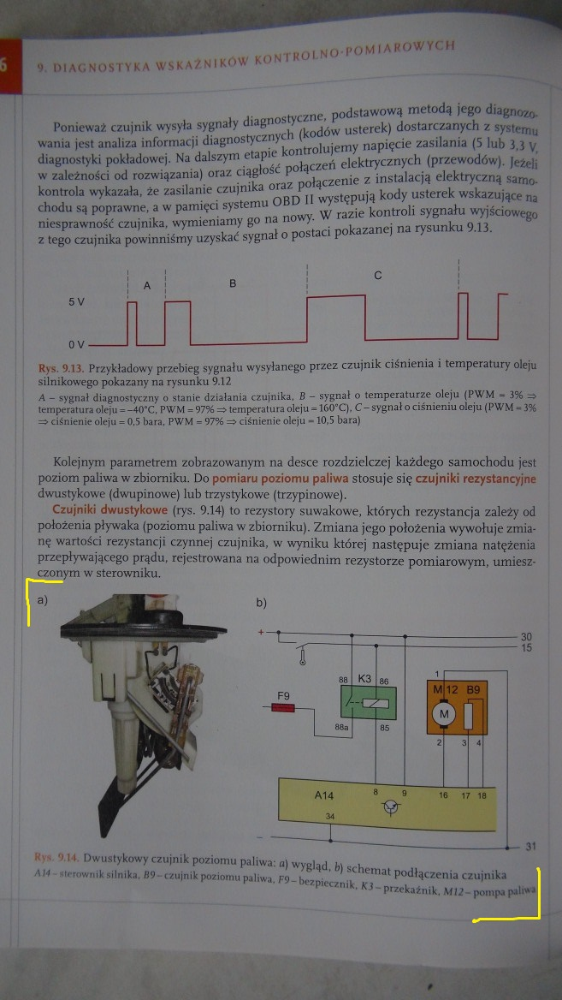 6
9. DIAGNOSTYKA WSKAŹNIKÓW KONTROLNO-POMIAROWYCH
Ponieważ czujnik wysyła sygnały diagnostyczne, podstawową metodą jego diagnozo-
wania jest analiza informacji diagnostycznych (kodów usterek) dostarczanych z systemu
diagnostyki pokładowej. Na dalszym etapie kontrolujemy napięcie zasilania (5 lub 3,3 V,
w zależności od rozwiązania) oraz ciągłość połączeń elektrycznych (przewodów). Jeżeli
kontrola wykazała, że zasilanie czujnika oraz połączenie z instalacją elektryczną samo-
chodu są poprawne, a w pamięci systemu OBD II występują kody usterek wskazujące na
niesprawność czujnika, wymieniamy go na nowy. W razie kontroli sygnału wyjściowego
z tego czujnika powinniśmy uzyskać sygnał o postaci pokazanej na rysunku 9.13.
A
B
C
5 V
0 V
Rys. 9.13. Przykładowy przebieg sygnału wysyłanego przez czujnik ciśnienia i temperatury oleju
silnikowego pokazany na rysunku 9.12
A – sygnał diagnostyczny o stanie działania czujnika, B – sygnał o temperaturze oleju (PWM = 3% ⇒
temperatura oleju = –40°C, PWM = 97% ⇒ temperatura oleju = 160°C), C – sygnał o ciśnieniu oleju (PWM = 3%
⇒ ciśnienie oleju = 0,5 bara, PWM = 97% ⇒ ciśnienie oleju = 10,5 bara)
Kolejnym parametrem zobrazowanym na desce rozdzielczej każdego samochodu jest
poziom paliwa w zbiorniku. Do pomiaru poziomu paliwa stosuje się czujniki rezystancyjne
dwustykowe (dwupinowe) lub trzystykowe (trzypinowe).
Czujniki dwustykowe (rys. 9.14) to rezystory suwakowe, których rezystancja zależy od
położenia pływaka (poziomu paliwa w zbiorniku). Zmiana jego położenia wywołuje zmia-
nę wartości rezystancji czynnej czujnika, w wyniku której następuje zmiana natężenia
przepływającego prądu, rejestrowana na odpowiednim rezystorze pomiarowym, umiesz-
czonym w sterowniku.
a)
b)
+
30
15
88 K3 86
1
M 12 B9
F9
M
88a 85
2 3 4
A14 8 9 16 17 18
34
–
31
Rys. 9.14. Dwustykowy czujnik poziomu paliwa: a) wygląd, b) schemat podłączenia czujnika
A14 – sterownik silnika, B9 – czujnik poziomu paliwa, F9 – bezpiecznik, K3 – przekaźnik, M12 – pompa paliwa